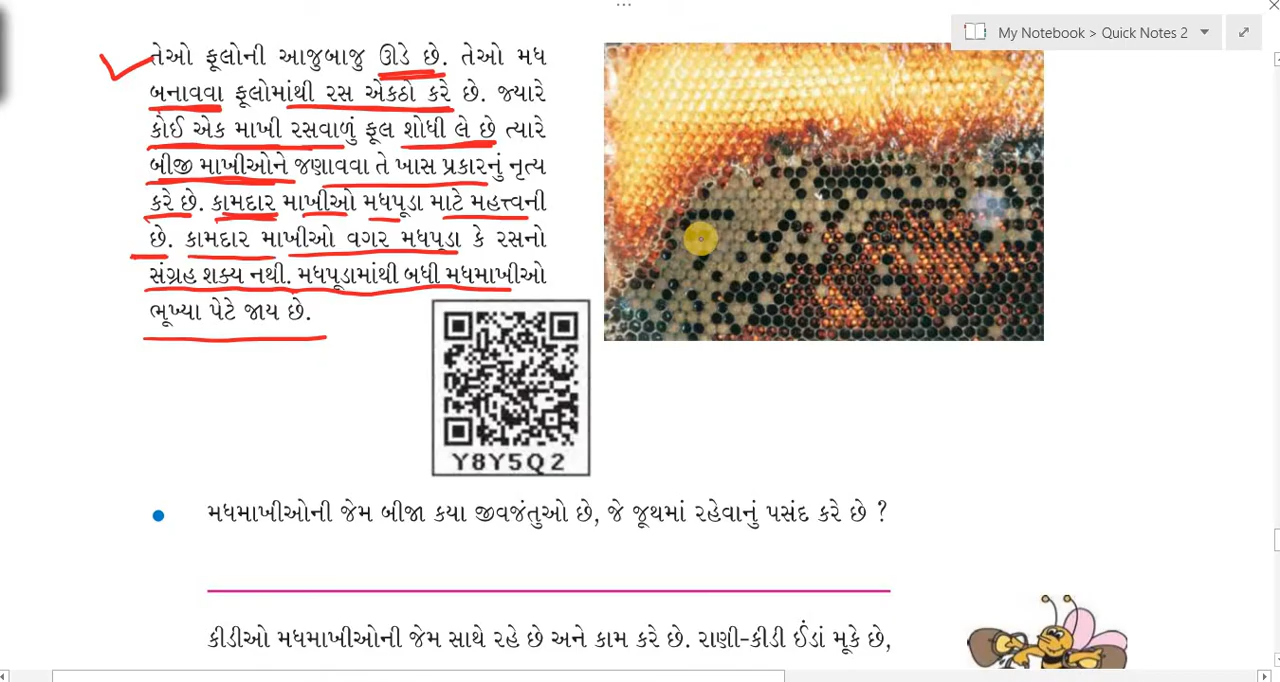 My Notebook > Quick Notes 2
તેઓ ફૂલોની આજુબાજુ ઊડે છે. તેઓ મધ
બનાવવા ફૂલોમાંથી રસ એકઠો કરે છે. જ્યારે
કોઈ એક માખી રસવાળું ફૂલ શોધી લે છે ત્યારે
બીજી માખીઓને જણાવવા તે ખાસ પ્રકારનું નૃત્ય
કરે છે. કામદાર માખીઓ મધપૂડા માટે મહત્ત્વની
છે. કામદાર માખીઓ વગર મધપૂડા કે રસનો
સંગ્રહ શક્ય નથી. મધપૂડામાંથી બધી મધમાખીઓ
ભૂખ્યા પેટે જાય છે.
Y8Y5Q2
મધમાખીઓની જેમ બીજા કયા જીવજંતુઓ છે, જે જૂથમાં રહેવાનું પસંદ કરે છે ?
કીડીઓ મધમાખીઓની જેમ સાથે રહે છે અને કામ કરે છે. રાણી-કીડી ઈંડાં મૂકે છે,